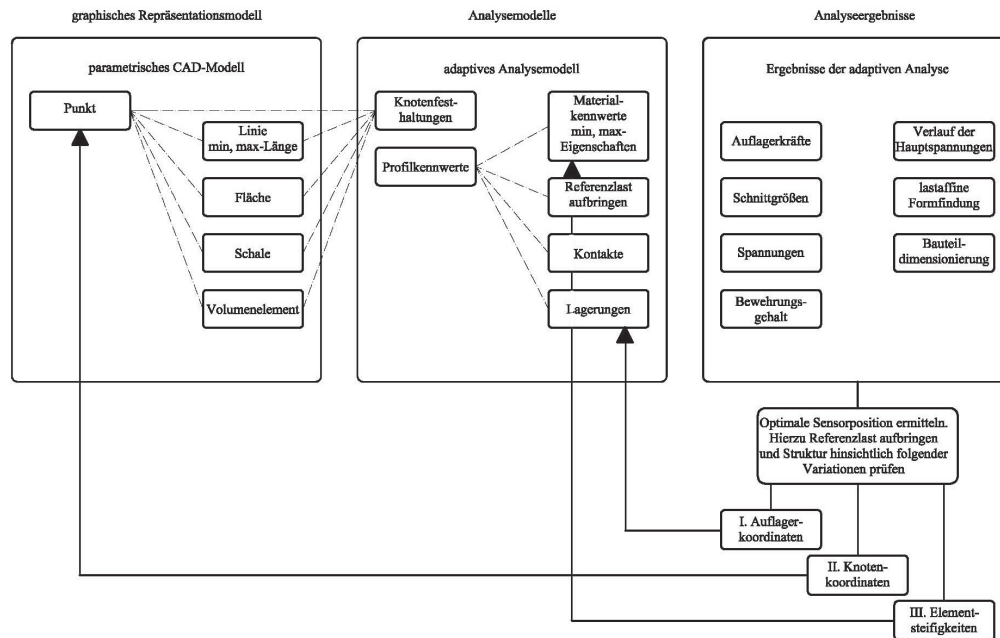 graphisches Repräsentationsmodell
Analysemodelle
Analyseergebnisse
parametrisches CAD-Modell
Punkt
Linie
min, max-Länge
Fläche
Schale
Volumenelement
adaptives Analysemodell
Knotenfest-
haltungen
Profilkennwerte
Material-
kennwerte
min, max-
Eigenschaften
Referenzlast
aufbringen
Kontakte
Lagerungen
Ergebnisse der adaptiven Analyse
Auflagerkräfte
Schnittgrößen
Spannungen
Bewehrungs-
gehalt
Verlauf der
Hauptspannungen
lastaffine
Formfindung
Bauteil-
dimensionierung
Optimale Sensorposition ermitteln.
Hierzu Referenzlast aufbringen
und Struktur hinsichtlich folgender
Variationen prüfen
I. Auflager-
koordinaten
II. Knoten-
koordinaten
III. Element-
steifigkeiten